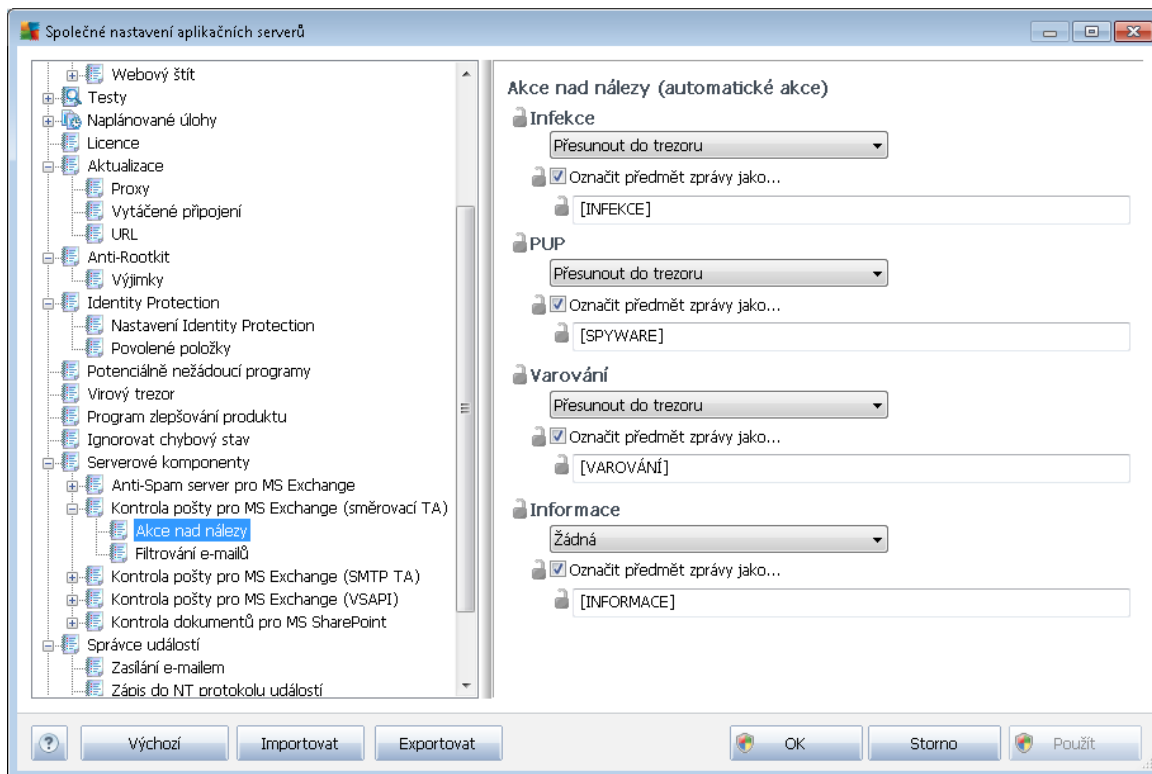 Společné nastavení aplikačních serverů
Webový štít
Testy
Naplánované úlohy
Licence
Aktualizace
Proxy
Vytáčené připojení
URL
Anti-Rootkit
Výjimky
Identity Protection
Nastavení Identity Protection
Povolené položky
Potenciálně nežádoucí programy
Virový trezor
Program zlepšování produktu
Ignorovat chybový stav
Serverové komponenty
Anti-Spam server pro MS Exchange
Kontrola pošty pro MS Exchange (směrovací TA)
Akce nad nálezy
Filtrování e-mailů
Kontrola pošty pro MS Exchange (SMTP TA)
Kontrola pošty pro MS Exchange (VSAPI)
Kontrola dokumentů pro MS SharePoint
Správce událostí
Zasílání e-mailem
Zápis do NT protokolu událostí
Akce nad nálezy (automatické akce)
Infekce
Přesunout do trezoru
Označit předmět zprávy jako...
[INFEKCE]
PUP
Přesunout do trezoru
Označit předmět zprávy jako...
[SPYWARE]
Varování
Přesunout do trezoru
Označit předmět zprávy jako...
[VAROVÁNÍ]
Informace
Žádná
Označit předmět zprávy jako...
[INFORMACE]
?
Výchozí
Importovat
Exportovat
OK
Storno
Použít